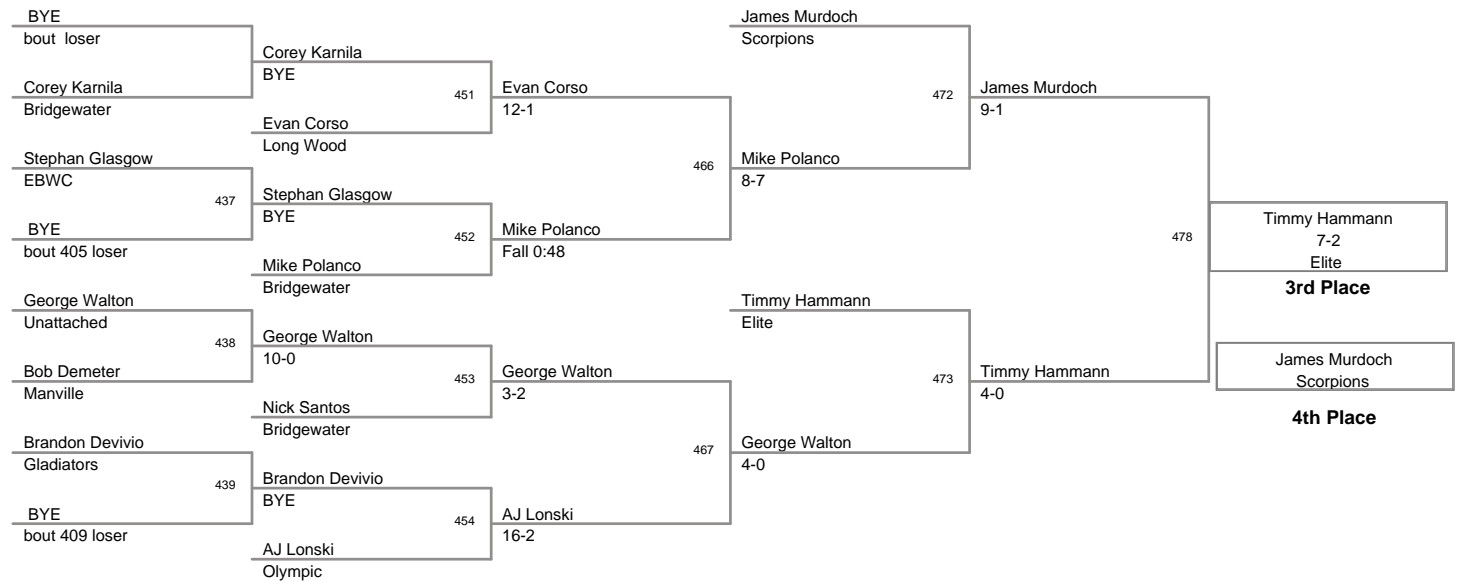 BYE
bout  loser
Corey Karnila
Bridgewater
Stephan Glasgow
EBWC
437
BYE
bout 405 loser
George Walton
Unattached
438
Bob Demeter
Manville
Brandon Devivio
Gladiators
439
BYE
bout 409 loser
Corey Karnila
BYE
451
Evan Corso
Long Wood
Stephan Glasgow
BYE
452
Mike Polanco
Bridgewater
George Walton
10-0
453
Nick Santos
Bridgewater
Brandon Devivio
BYE
454
AJ Lonski
Olympic
Evan Corso
12-1
466
Mike Polanco
Fall 0:48
George Walton
3-2
467
AJ Lonski
16-2
James Murdoch
Scorpions
472
Mike Polanco
8-7
Timmy Hammann
Elite
473
George Walton
4-0
James Murdoch
9-1
478
Timmy Hammann
4-0
Timmy Hammann
7-2
Elite
3rd Place
James Murdoch
Scorpions
4th Place